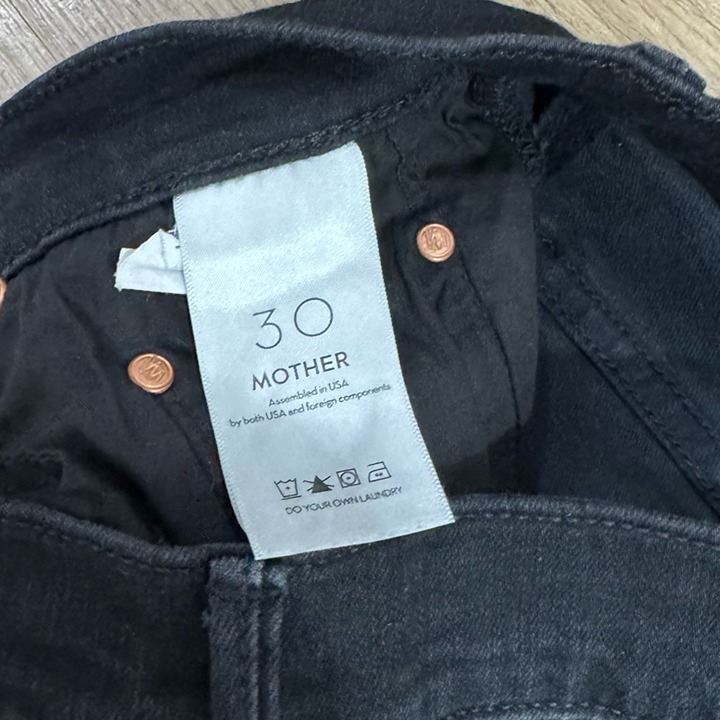 30
MOTHER
Assembled in USA
by both USA and foreign components
DO YOUR OWN LAUNDRY